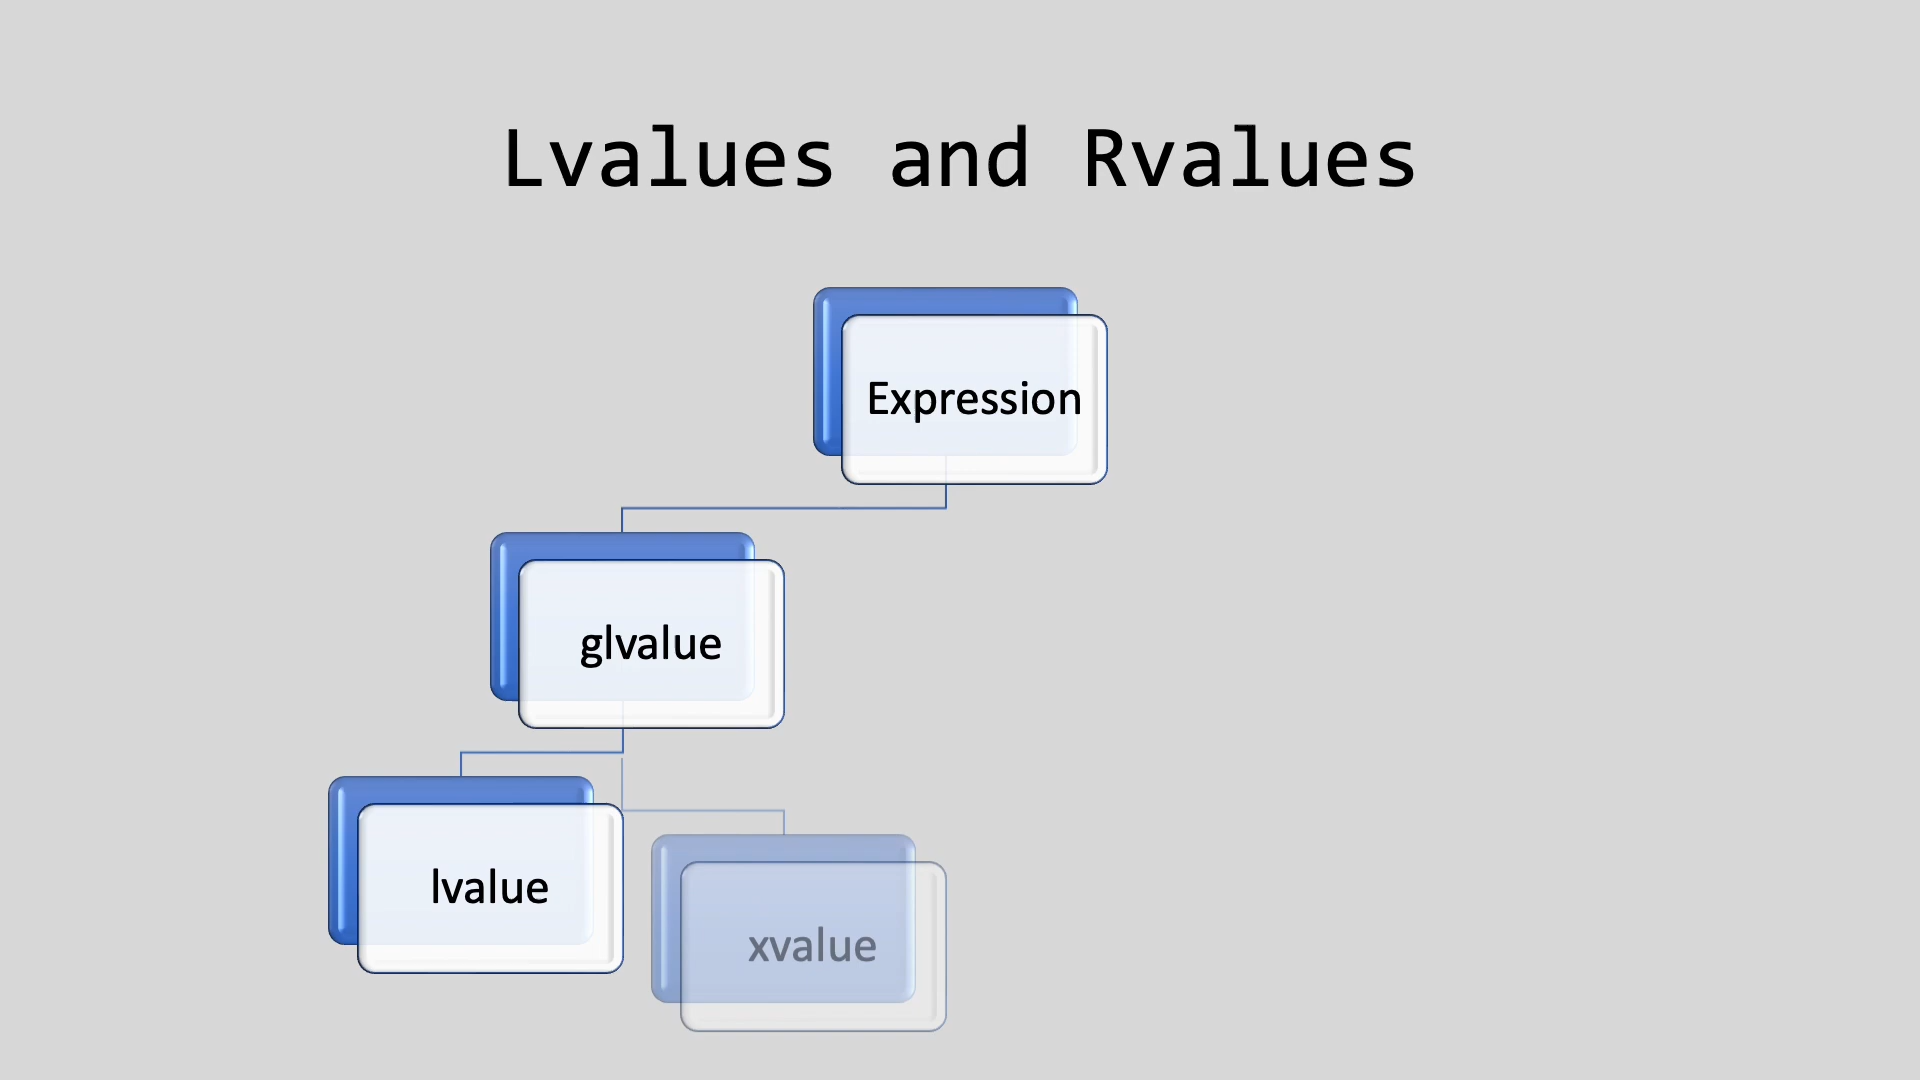 Lvalues and Rvalues
Expression
glvalue
lvalue
xvalue